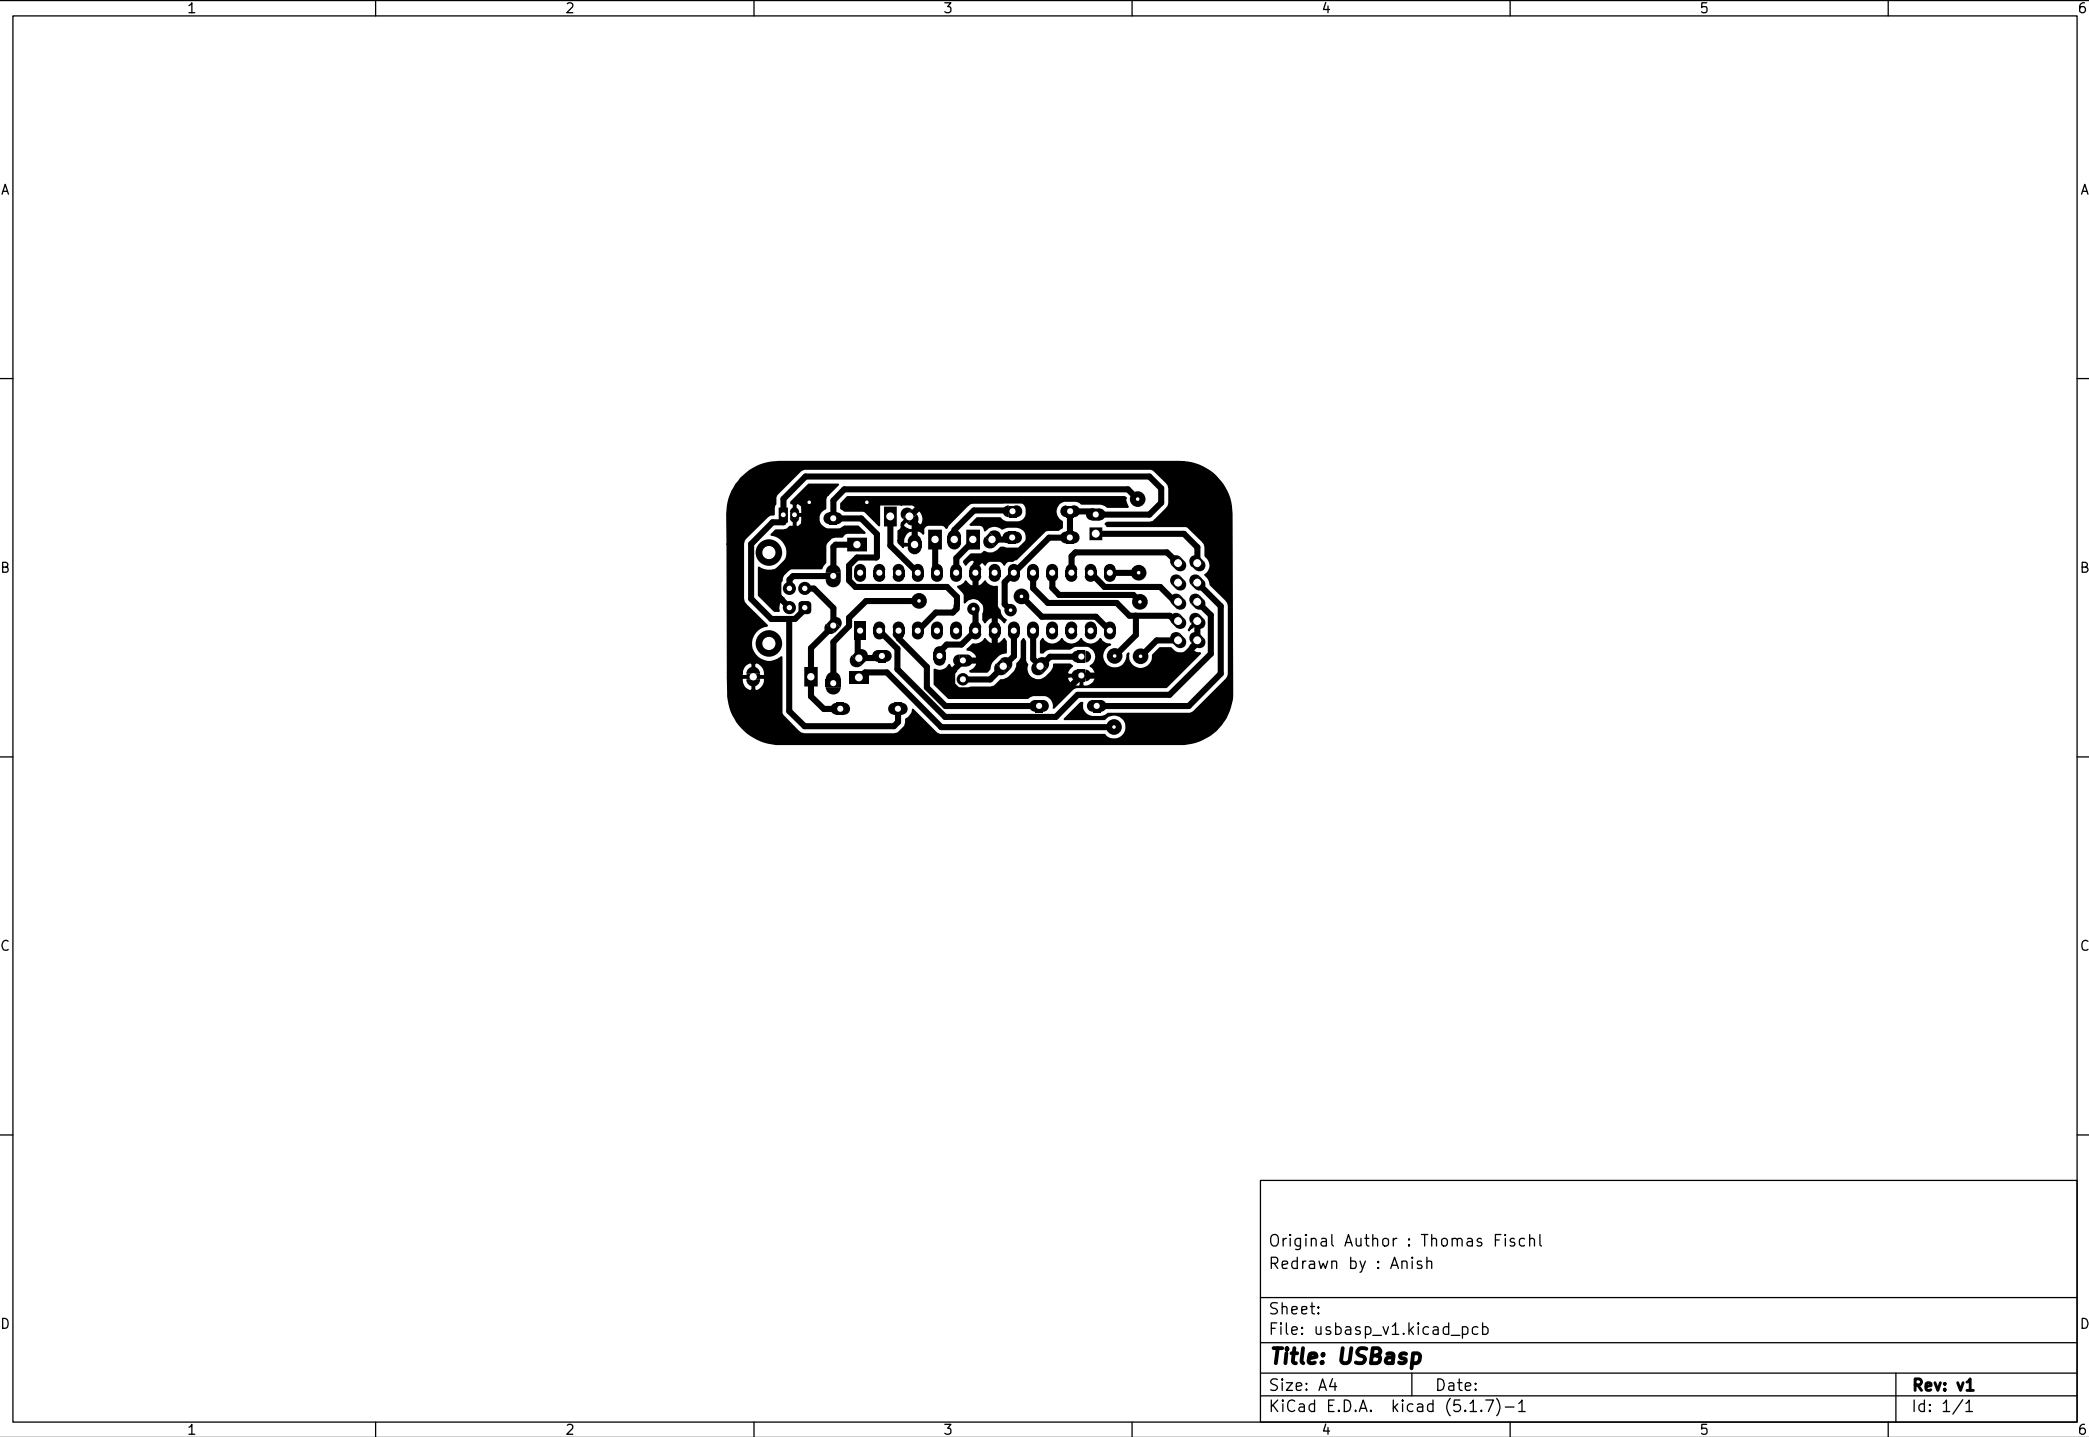 1 2 3 4 5 6
A A
B B
C C
Original Author : Thomas Fischl
Redrawn by : Anish
Sheet:
D D
File: usbasp_v1.kicad_pcb
Title: USBasp
Size: A4 Date: Rev: v1
KiCad E.D.A. kicad (5.1.7)-1 Id: 1/1
1 2 3 4 5 6